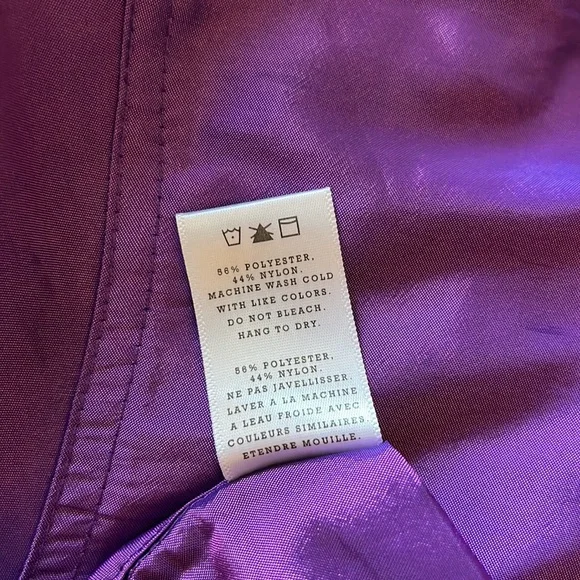 56% POLYESTER,
44% NYLON.
MACHINE WASH COLD
WITH LIKE COLORS.
DO NOT BLEACH.
HANG TO DRY.
56% POLYESTER,
44% NYLON.
NE PAS JAVELLISSER.
LAVER A LA MACHINE
A LEAU FROIDE AVEC
COULEURS SIMILAIRES
ETENDRE MOUILLE.